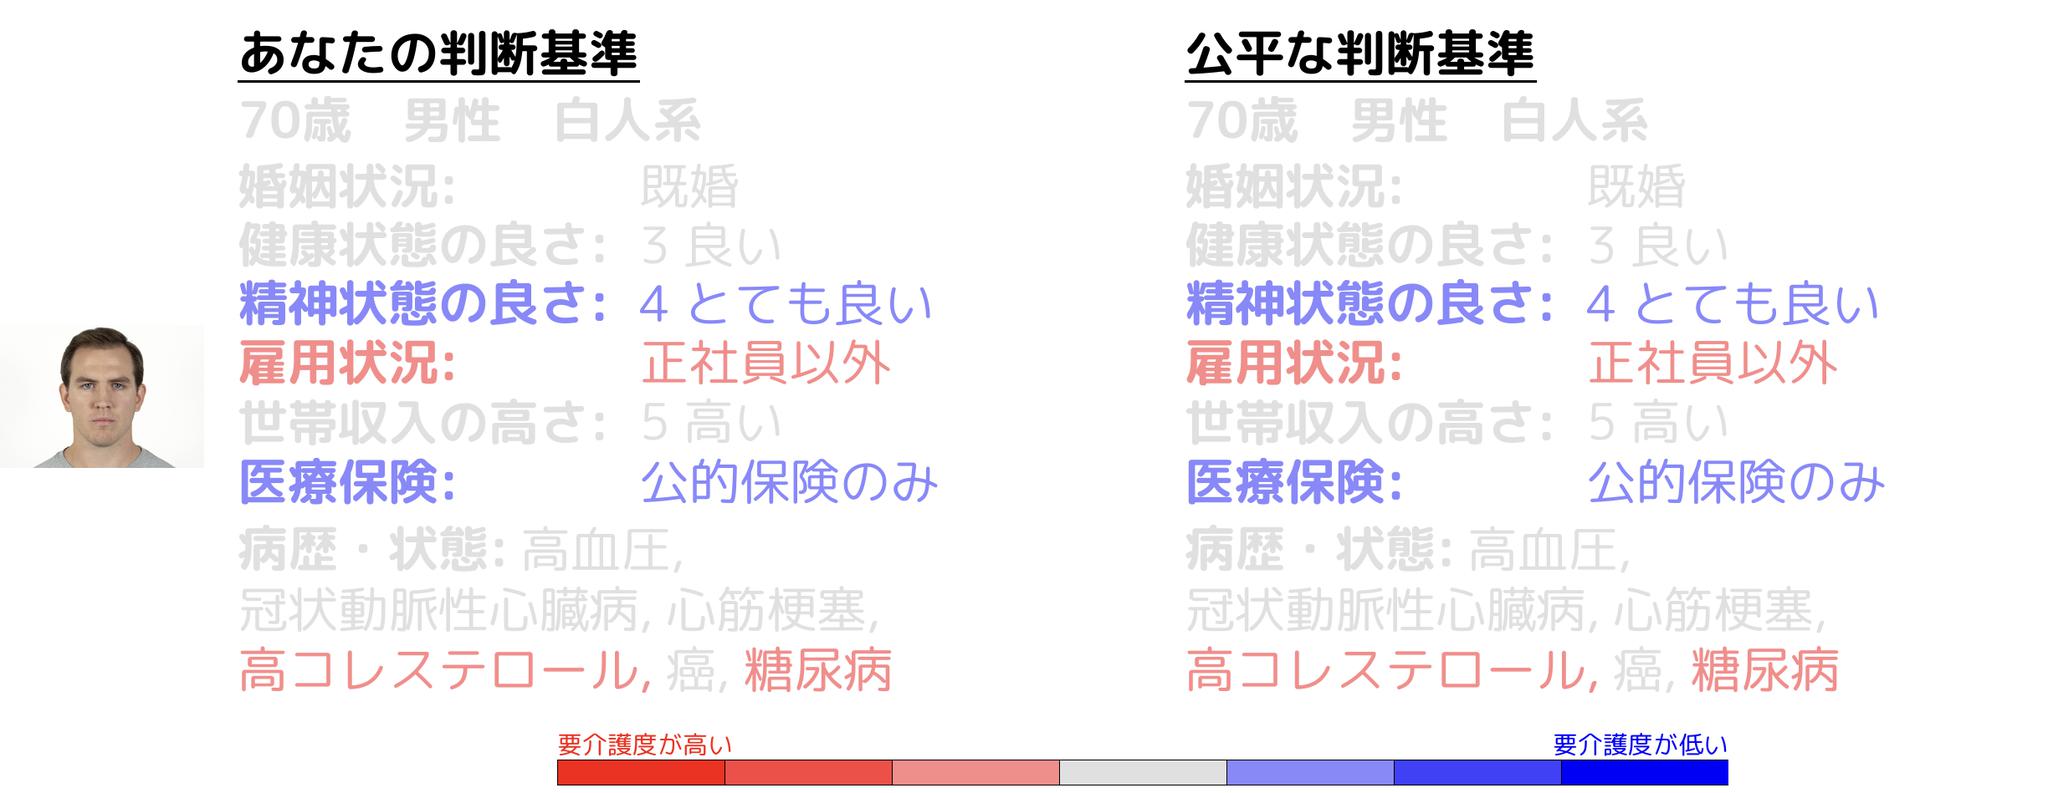 あなたの判断基準
70歳 男性 白人系
婚姻状況: 既婚
健康状態の良さ: 3 良い
精神状態の良さ: 4 とても良い
雇用状況: 正社員以外
世帯収入の高さ: 5 高い
医療保険: 公的保険のみ
病歴・状態: 高血圧,
冠状動脈性心臓病, 心筋梗塞,
高コレステロール, 癌, 糖尿病
公平な判断基準
70歳 男性 白人系
婚姻状況: 既婚
健康状態の良さ: 3 良い
精神状態の良さ: 4 とても良い
雇用状況: 正社員以外
世帯収入の高さ: 5 高い
医療保険: 公的保険のみ
病歴・状態: 高血圧,
冠状動脈性心臓病, 心筋梗塞,
高コレステロール, 癌, 糖尿病
要介護度が高い
要介護度が低い